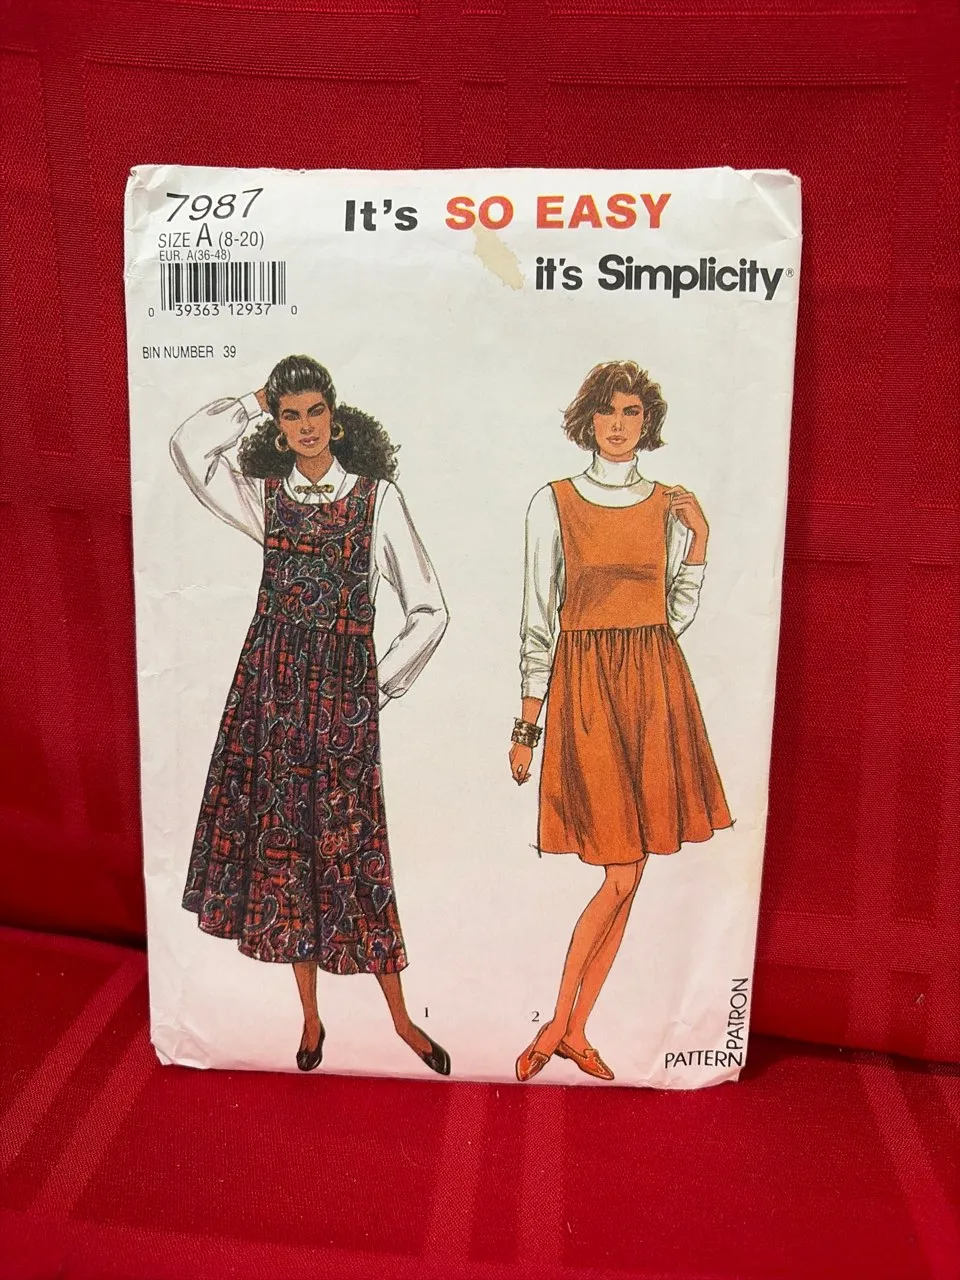 7987
SIZE A (8-20)
EUR. A(36-48)
0 39363 12937 0
BIN NUMBER 39
It's SO EASY
it's Simplicity®
1
2
PATTERN
PATRON